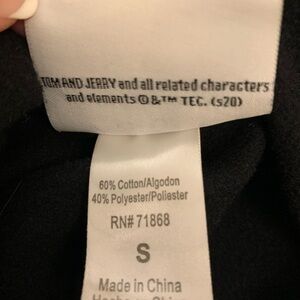 TOM AND JERRY and all related characters
and elements © & ™ TEC. (s20)
60% Cotton/Algodon
40% Polyester/Poliester
RN# 71868
S
Made in China